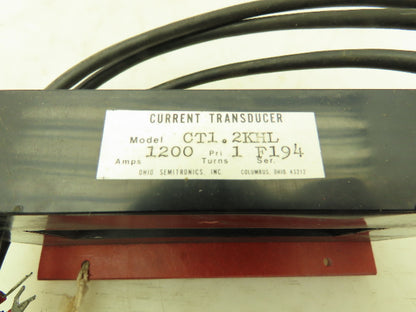 CURRENT TRANSDUCER
Model CT1.2KHL
1200 Pri 1 F194
Amps Turns Ser.
OHIO SEMITRONICS, INC COLUMBUS, OHIO 43212